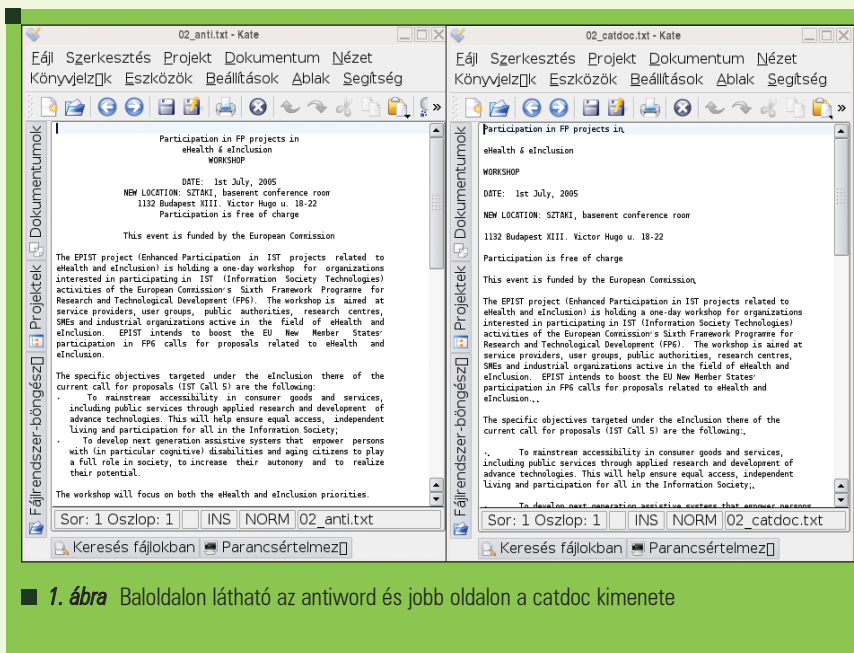 02_anti.txt - Kate
Fájl Szerkesztés Projekt Dokumentum Nézet
Könyvjelz▯k Eszközök Beállítások Ablak Segítség
»
Dokumentumok
Projektek
Fájlrendszer-böngész▯
Participation in FP projects in
eHealth & eInclusion
WORKSHOP
DATE: 1st July, 2005
NEW LOCATION: SZTAKI, basement conference room
1132 Budapest XIII. Victor Hugo u. 18-22
Participation is free of charge
This event is funded by the European Commission
The EPIST project (Enhanced Participation in IST projects related to
eHealth and eInclusion) is holding a one-day workshop for organizations
interested in participating in IST (Information Society Technologies)
activities of the European Commission's Sixth Framework Programme for
Research and Technological Development (FP6). The workshop is aimed at
service providers, user groups, public authorities, research centres,
SMEs and industrial organizations active in the field of eHealth and
eInclusion. EPIST intends to boost the EU New Member States'
participation in FP6 calls for proposals related to eHealth and
eInclusion.
The specific objectives targeted under the eInclusion theme of the
current call for proposals (IST Call 5) are the following:
· To mainstream accessibility in consumer goods and services,
including public services through applied research and development of
advance technologies. This will help ensure equal access, independent
living and participation for all in the Information Society;
· To develop next generation assistive systems that empower persons
with (in particular cognitive) disabilities and aging citizens to play
a full role in society, to increase their autonomy and to realize
their potential.
The workshop will focus on both the eHealth and eInclusion priorities.
Sor: 1 Oszlop: 1 INS NORM 02_anti.txt
Keresés fájlokban Parancsértelmez▯
02_catdoc.txt - Kate
Fájl Szerkesztés Projekt Dokumentum Nézet
Könyvjelz▯k Eszközök Beállítások Ablak Segítség
»
Dokumentumok
Projektek
Fájlrendszer-böngész▯
Participation in FP projects in.
eHealth & eInclusion
WORKSHOP
DATE: 1st July, 2005
NEW LOCATION: SZTAKI, basement conference room
1132 Budapest XIII. Victor Hugo u. 18-22
Participation is free of charge
This event is funded by the European Commission.
The EPIST project (Enhanced Participation in IST projects related to
eHealth and eInclusion) is holding a one-day workshop for organizations
interested in participating in IST (Information Society Technologies)
activities of the European Commission's Sixth Framework Programme for
Research and Technological Development (FP6). The workshop is aimed at
service providers, user groups, public authorities, research centres,
SMEs and industrial organizations active in the field of eHealth and
eInclusion. EPIST intends to boost the EU New Member States'
participation in FP6 calls for proposals related to eHealth and
eInclusion..
The specific objectives targeted under the eInclusion theme of the
current call for proposals (IST Call 5) are the following:.
·. To mainstream accessibility in consumer goods and services,
including public services through applied research and development of
advance technologies. This will help ensure equal access, independent
living and participation for all in the Information Society;.
To develop next generation assistive systems that empower persons
Sor: 1 Oszlop: 1 INS NORM 02_catdoc.txt
Keresés fájlokban Parancsértelmez▯
1. ábra Baloldalon látható az antiword és jobb oldalon a catdoc kimenete